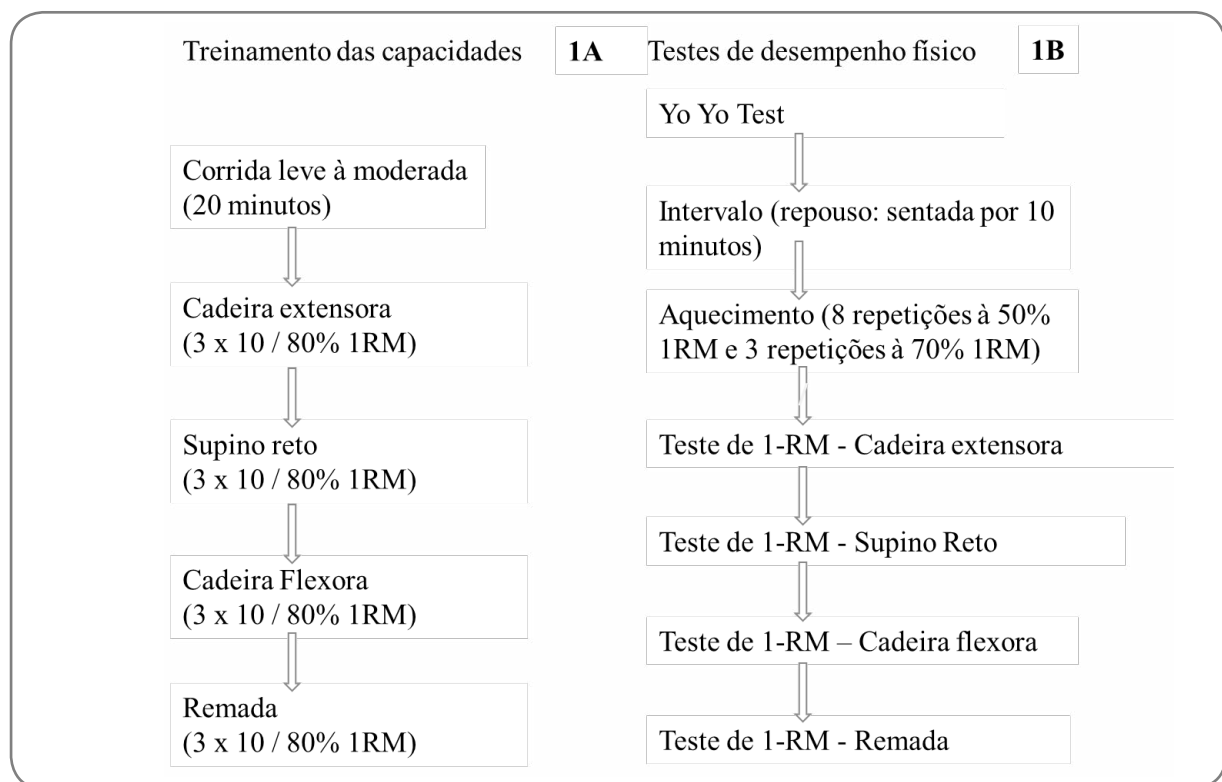 Treinamento das capacidades
1A
Corrida leve à moderada
(20 minutos)
Cadeira extensora
(3 x 10 / 80% 1RM)
Supino reto
(3 x 10 / 80% 1RM)
Cadeira Flexora
(3 x 10 / 80% 1RM)
Remada
(3 x 10 / 80% 1RM)
Testes de desempenho físico
1B
Yo Yo Test
Intervalo (repouso: sentada por 10
minutos)
Aquecimento (8 repetições à 50%
1RM e 3 repetições à 70% 1RM)
Teste de 1-RM - Cadeira extensora
Teste de 1-RM - Supino Reto
Teste de 1-RM – Cadeira flexora
Teste de 1-RM - Remada